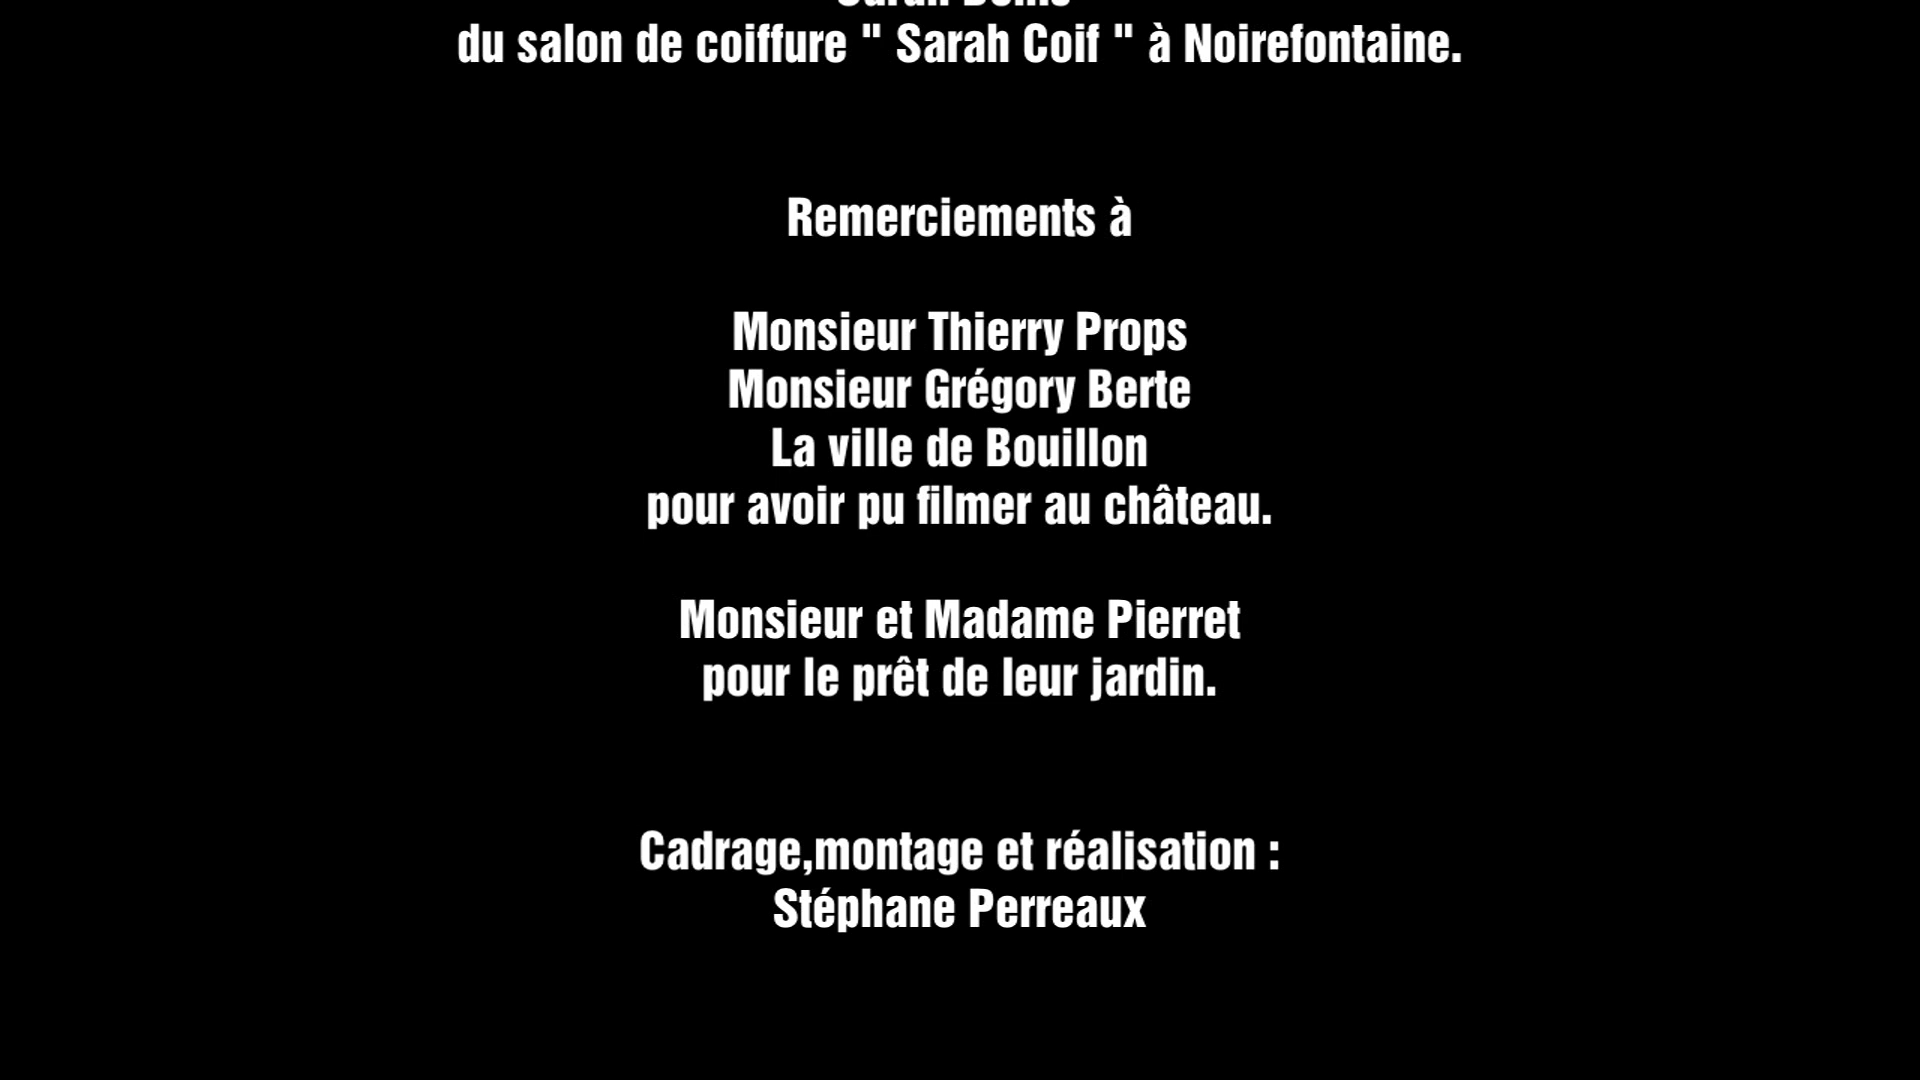 Sarah
du salon de coiffure " Sarah Coif " à Noirefontaine.
Remerciements à
Monsieur Thierry Props
Monsieur Grégory Berte
La ville de Bouillon
pour avoir pu filmer au château.
Monsieur et Madame Pierret
pour le prêt de leur jardin.
Cadrage,montage et réalisation :
Stéphane Perreaux